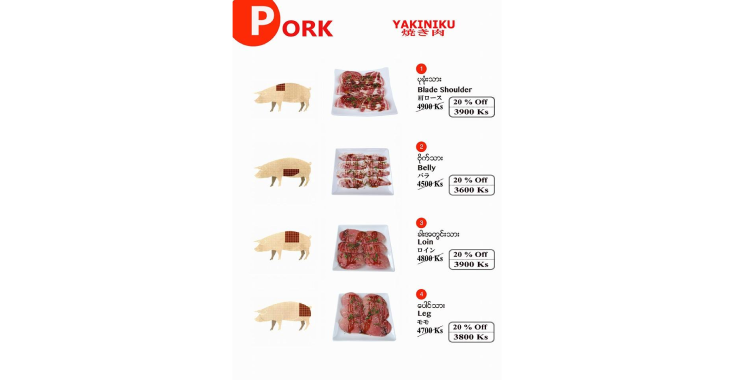 PORK
YAKINIKU
焼き肉
1
ပုခုံးသား
Blade Shoulder
肩ロース
4900 Ks
20 % Off
3900 Ks
2
ဗိုက်သား
Belly
バラ
4500 Ks
20 % Off
3600 Ks
3
ခါးအတွင်းသား
Loin
ロイン
4800 Ks
20 % Off
3900 Ks
4
ပေါင်သား
Leg
モモ
4700 Ks
20 % Off
3800 Ks